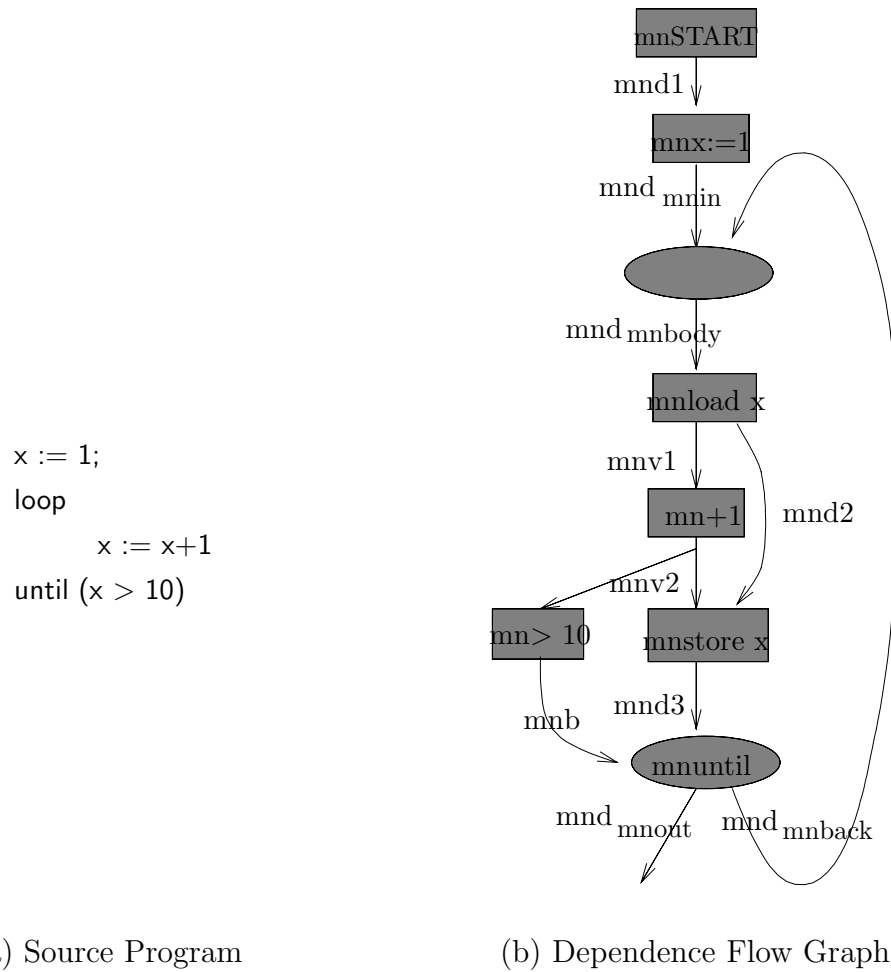 x := 1;
loop
x := x+1
until (x > 10)
) Source Program
mnSTART
mnd1
mnx:=1
mnd mnin
mnd mnbody
mnload x
mnv1
mn+1
mnd2
mnv2
mn> 10
mnstore x
mnd3
mnb
mnuntil
mnd mnout
mnd mnback
(b) Dependence Flow Graph